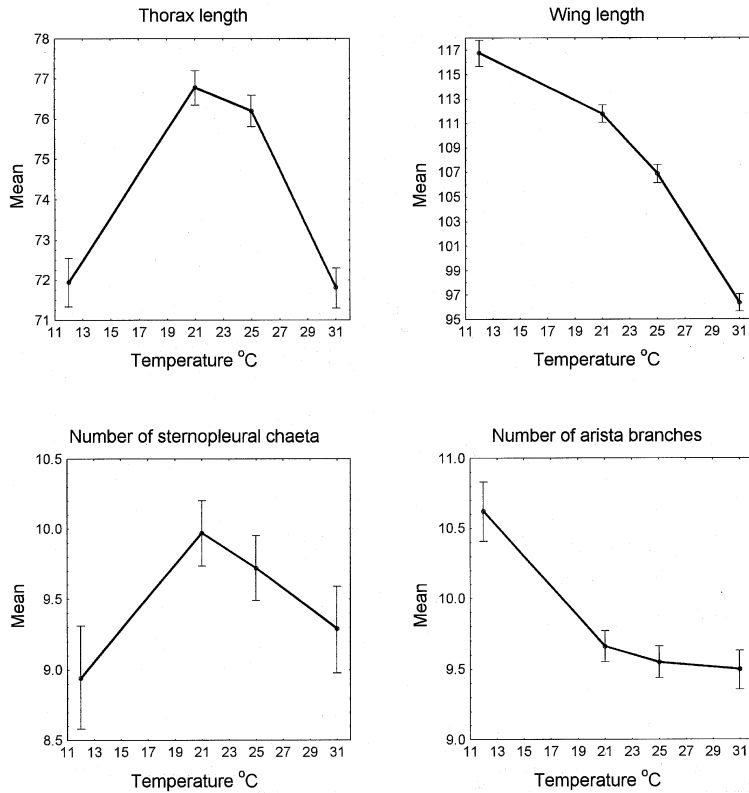 Thorax length
78
77
76
75
74
73
72
71
Mean
11 13 15 17 19 21 23 25 27 29 31
Temperature °C
Wing length
117
115
113
111
109
107
105
103
101
99
97
95
Mean
11 13 15 17 19 21 23 25 27 29 31
Temperature °C
Number of sternopleural chaeta
10.5
10.0
9.5
9.0
8.5
Mean
11 13 15 17 19 21 23 25 27 29 31
Temperature °C
Number of arista branches
11.0
10.5
10.0
9.5
9.0
Mean
11 13 15 17 19 21 23 25 27 29 31
Temperature °C